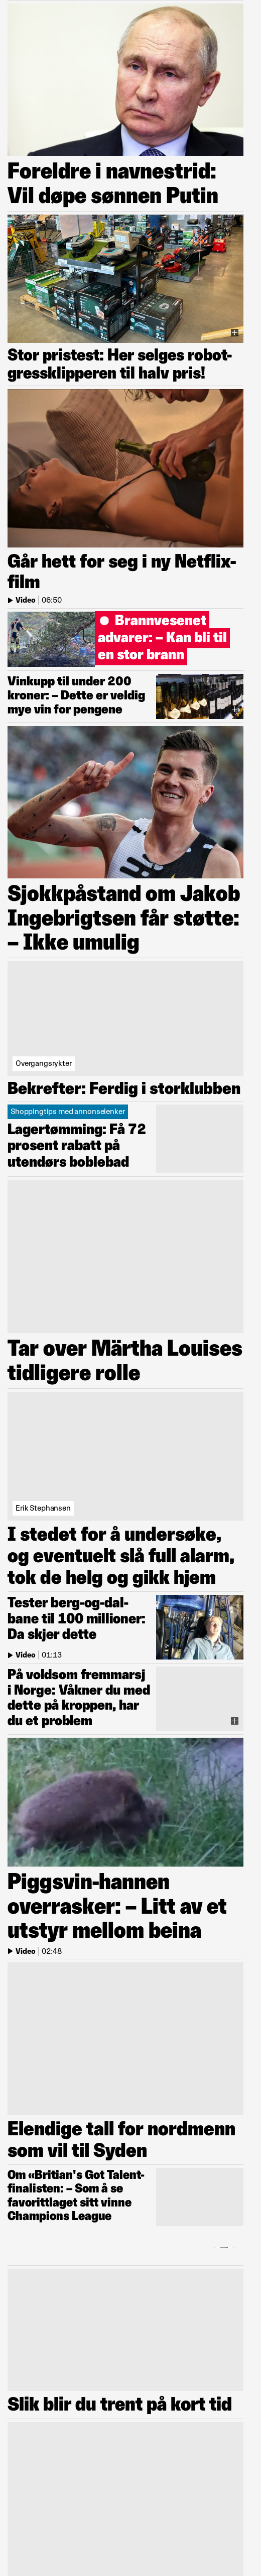 Foreldre i navnestrid:
Vil døpe sønnen Putin
Stor pristest: Her selges robot-
gressklipperen til halv pris!
Går hett for seg i ny Netflix-
film
Video | 06:50
Brannvesenet
advarer: – Kan bli til
en stor brann
Vinkupp til under 200
kroner: – Dette er veldig
mye vin for pengene
Sjokkpåstand om Jakob
Ingebrigtsen får støtte:
– Ikke umulig
Overgangsrykter
Bekrefter: Ferdig i storklubben
Shoppingtips med annonselenker
Lagertømming: Få 72
prosent rabatt på
utendørs boblebad
Tar over Märtha Louises
tidligere rolle
Erik Stephansen
I stedet for å undersøke,
og eventuelt slå full alarm,
tok de helg og gikk hjem
Tester berg-og-dal-
bane til 100 millioner:
Da skjer dette
Video | 01:13
På voldsom fremmarsj
i Norge: Våkner du med
dette på kroppen, har
du et problem
Piggsvin-hannen
overrasker: – Litt av et
utstyr mellom beina
Video | 02:48
Elendige tall for nordmenn
som vil til Syden
Om «Britian's Got Talent-
finalisten: – Som å se
favorittlaget sitt vinne
Champions League
Slik blir du trent på kort tid